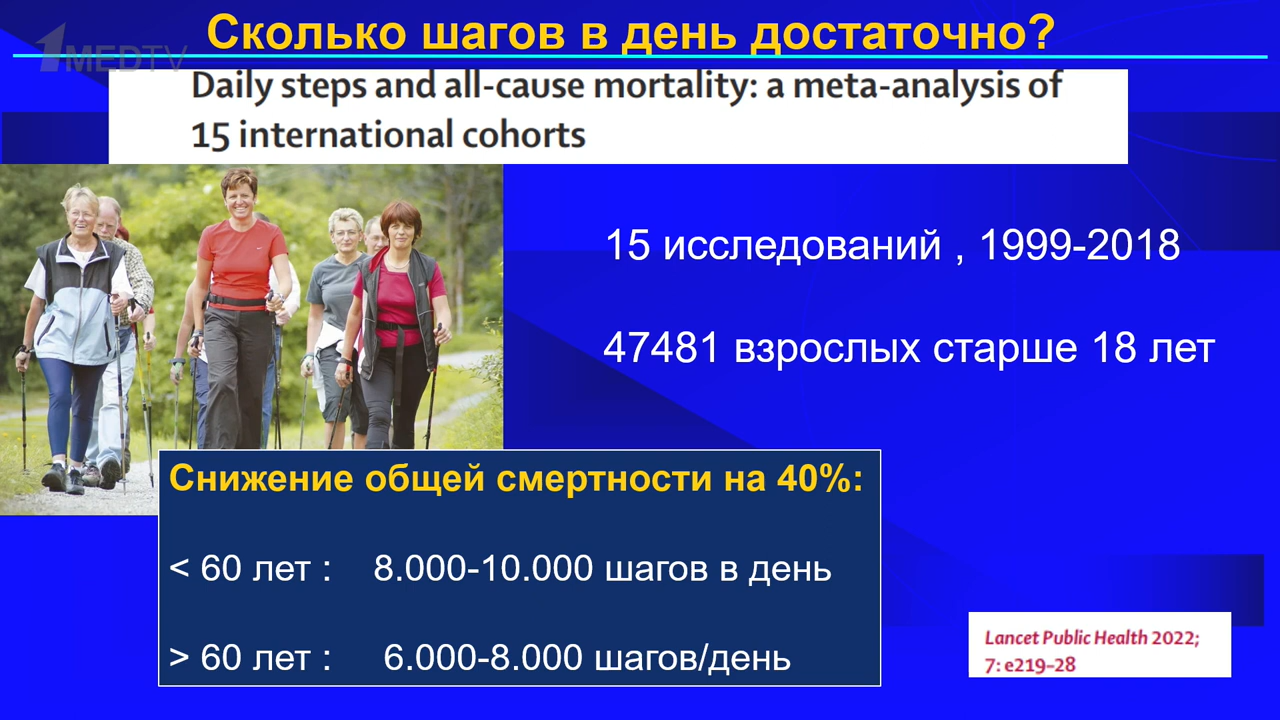 Сколько шагов в день достаточно?
1MEDTV
Daily steps and all-cause mortality: a meta-analysis of
15 international cohorts
15 исследований , 1999-2018
47481 взрослых старше 18 лет
Снижение общей смертности на 40%:
< 60 лет : 8.000-10.000 шагов в день
> 60 лет : 6.000-8.000 шагов/день
Lancet Public Health 2022;
7: e219–28